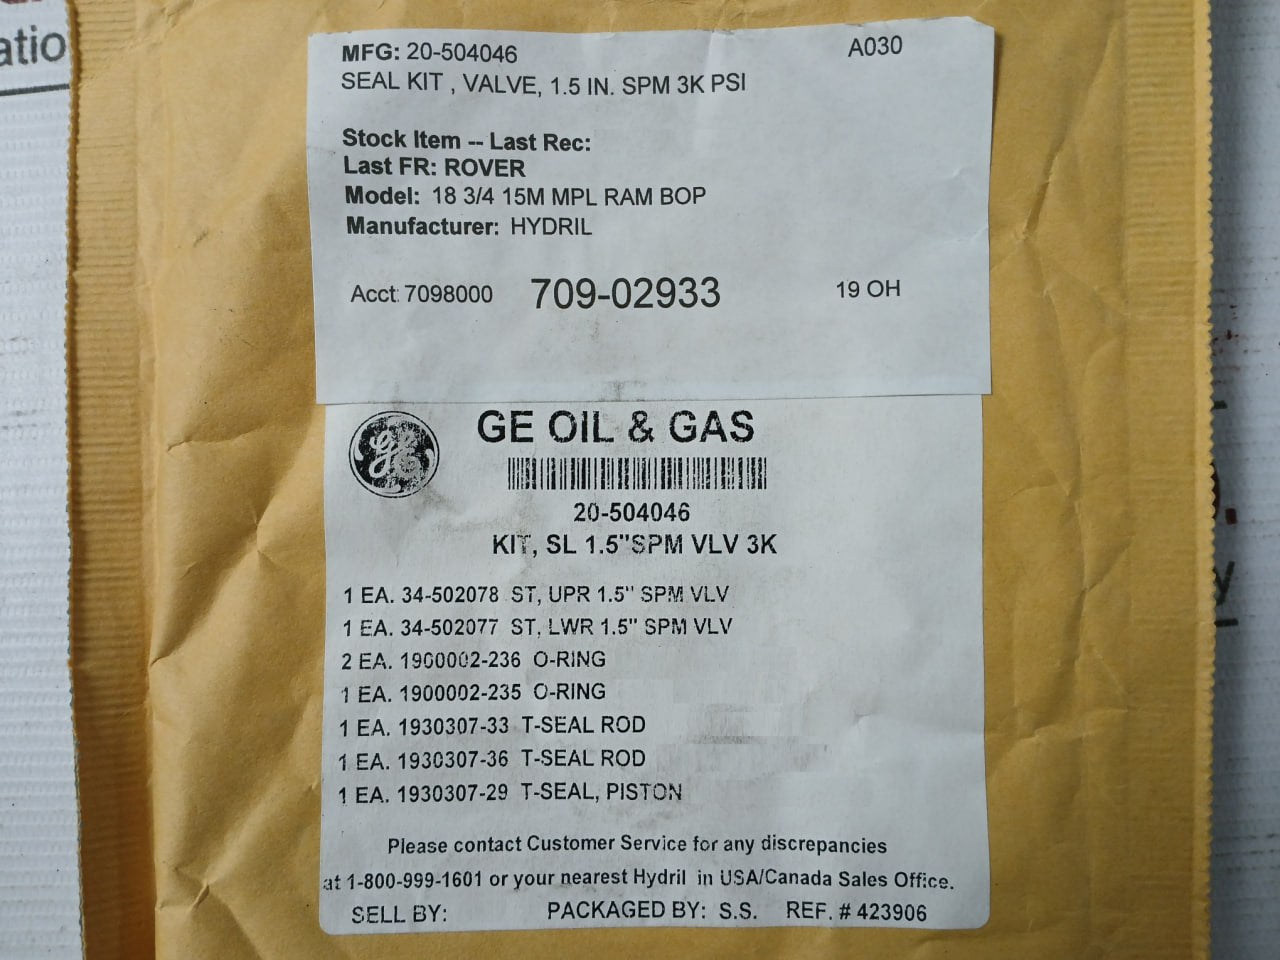 atio
MFG: 20-504046 A030
SEAL KIT , VALVE, 1.5 IN. SPM 3K PSI
Stock Item -- Last Rec:
Last FR: ROVER
Model: 18 3/4 15M MPL RAM BOP
Manufacturer: HYDRIL
Acct: 7098000 709-02933 19 OH
GE OIL & GAS
20-504046
KIT, SL 1.5"SPM VLV 3K
1 EA. 34-502078 ST, UPR 1.5" SPM VLV
1 EA. 34-502077 ST, LWR 1.5" SPM VLV
2 EA. 1900002-236 O-RING
1 EA. 1900002-235 O-RING
1 EA. 1930307-33 T-SEAL ROD
1 EA. 1930307-36 T-SEAL ROD
1 EA. 1930307-29 T-SEAL, PISTON
Please contact Customer Service for any discrepancies
at 1-800-999-1601 or your nearest Hydril in USA/Canada Sales Office.
SELL BY: PACKAGED BY: S.S. REF. # 423906